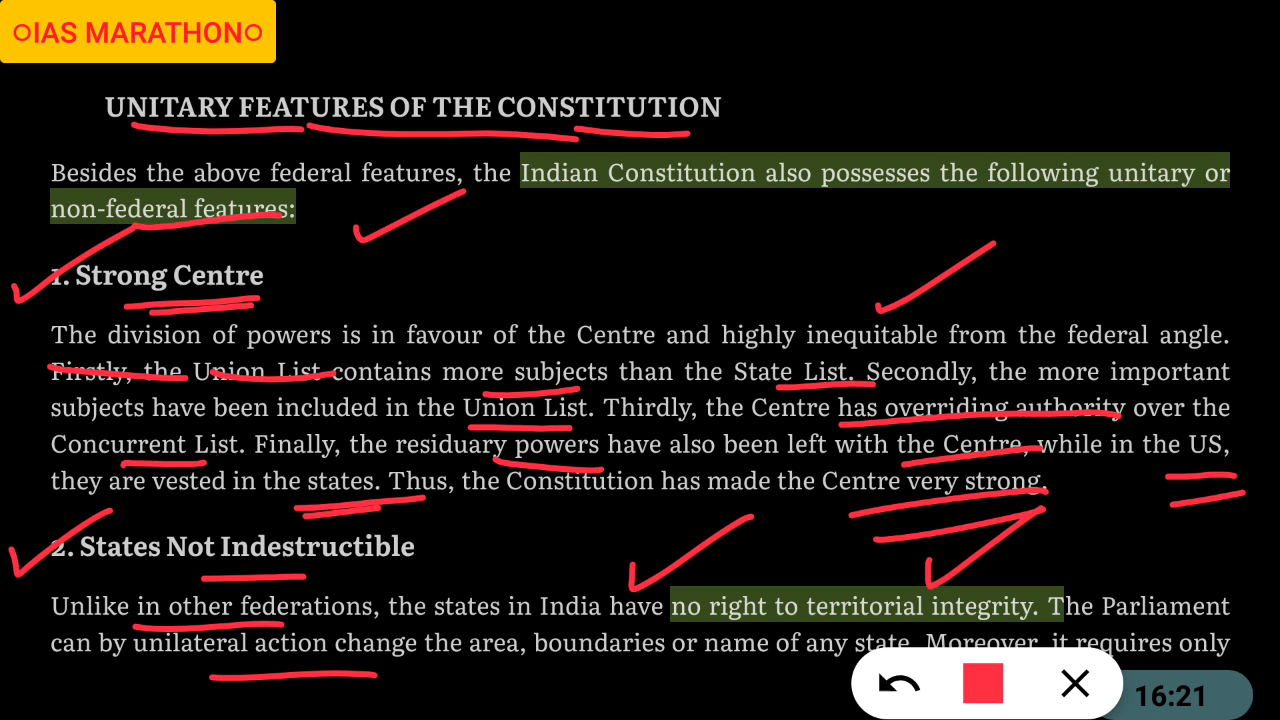 ○IAS MARATHON○
UNITARY FEATURES OF THE CONSTITUTION
Besides the above federal features, the Indian Constitution also possesses the following unitary or
non-federal features:
1. Strong Centre
The division of powers is in favour of the Centre and highly inequitable from the federal angle.
Firstly, the Union List contains more subjects than the State List. Secondly, the more important
subjects have been included in the Union List. Thirdly, the Centre has overriding authority over the
Concurrent List. Finally, the residuary powers have also been left with the Centre, while in the US,
they are vested in the states. Thus, the Constitution has made the Centre very strong.
2. States Not Indestructible
Unlike in other federations, the states in India have no right to territorial integrity. The Parliament
can by unilateral action change the area, boundaries or name of any state. Moreover, it requires only
16:21